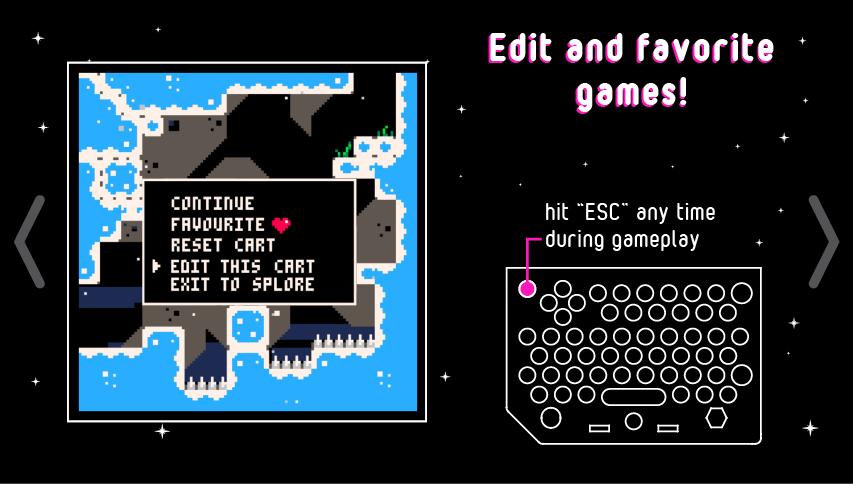 Edit and favorite
games!
CONTINUE
FAVOURITE
RESET CART
EDIT THIS CART
EXIT TO SPLORE
hit "ESC" any time
during gameplay